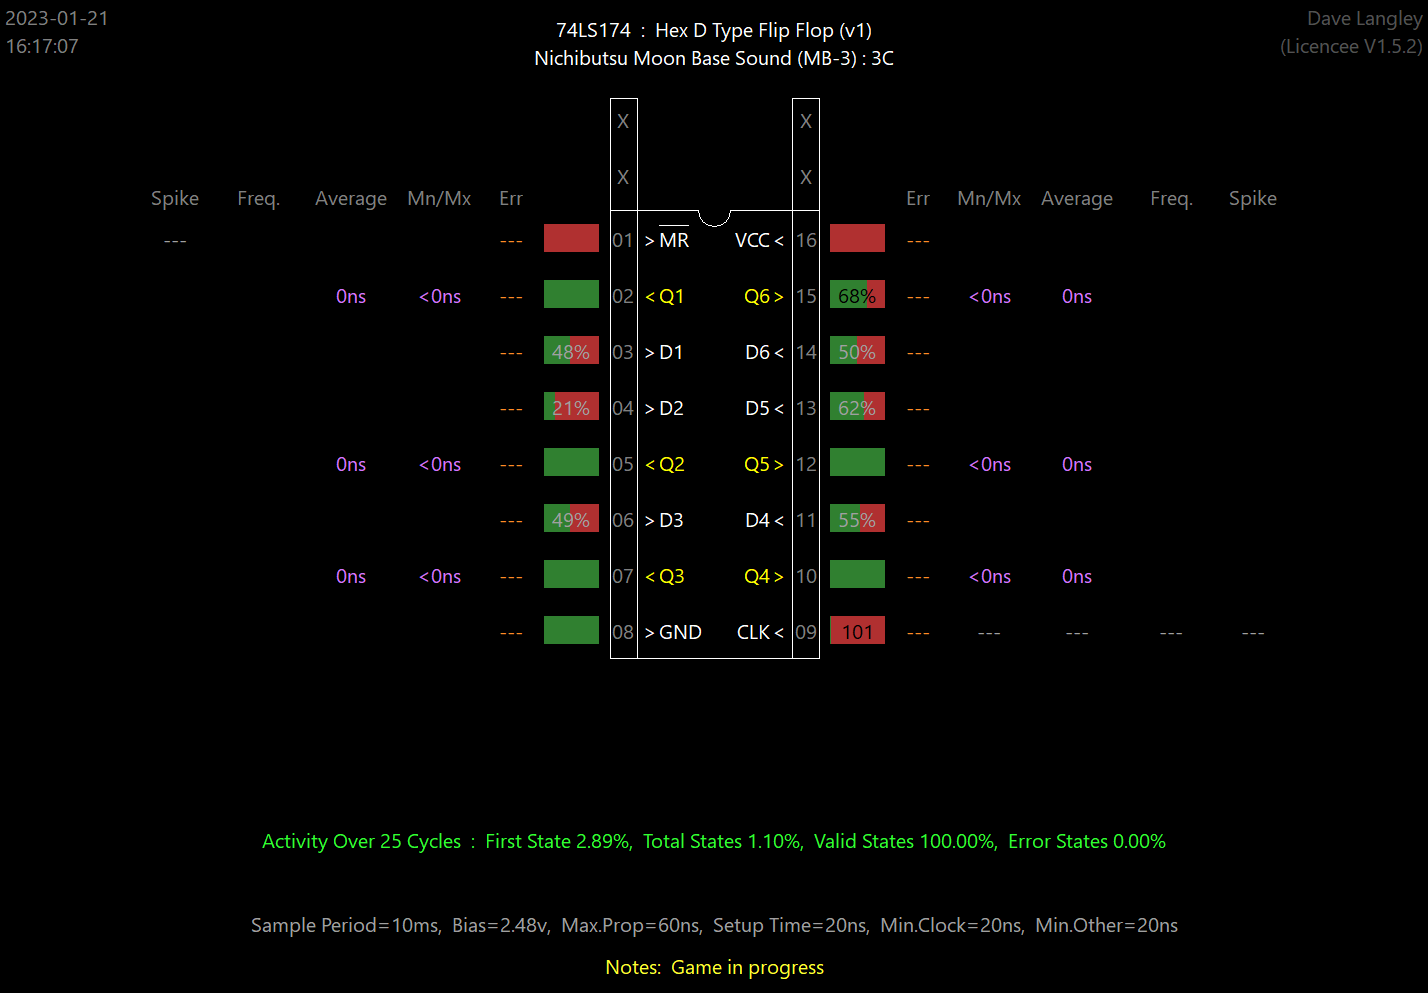 2023-01-21
16:17:07
74LS174 : Hex D Type Flip Flop (v1)
Nichibutsu Moon Base Sound (MB-3) : 3C
Dave Langley
(Licencee V1.5.2)
X X
X X
Spike Freq. Average Mn/Mx Err Err Mn/Mx Average Freq. Spike
--- --- 01 >MR VCC< 16 ---
0ns <0ns --- 02 <Q1 Q6> 15 68% --- <0ns 0ns
--- 48% 03 >D1 D6< 14 50% ---
--- 21% 04 >D2 D5< 13 62% ---
0ns <0ns --- 05 <Q2 Q5> 12 --- <0ns 0ns
--- 49% 06 >D3 D4< 11 55% ---
0ns <0ns --- 07 <Q3 Q4> 10 --- <0ns 0ns
--- 08 >GND CLK< 09 101 --- --- --- --- ---
Activity Over 25 Cycles : First State 2.89%, Total States 1.10%, Valid States 100.00%, Error States 0.00%
Sample Period=10ms, Bias=2.48v, Max.Prop=60ns, Setup Time=20ns, Min.Clock=20ns, Min.Other=20ns
Notes: Game in progress